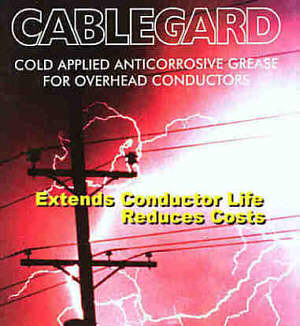 CABLEGARD
COLD APPLIED ANTICORROSIVE GREASE
FOR OVERHEAD CONDUCTORS
Extends Conductor Life
Reduces Costs